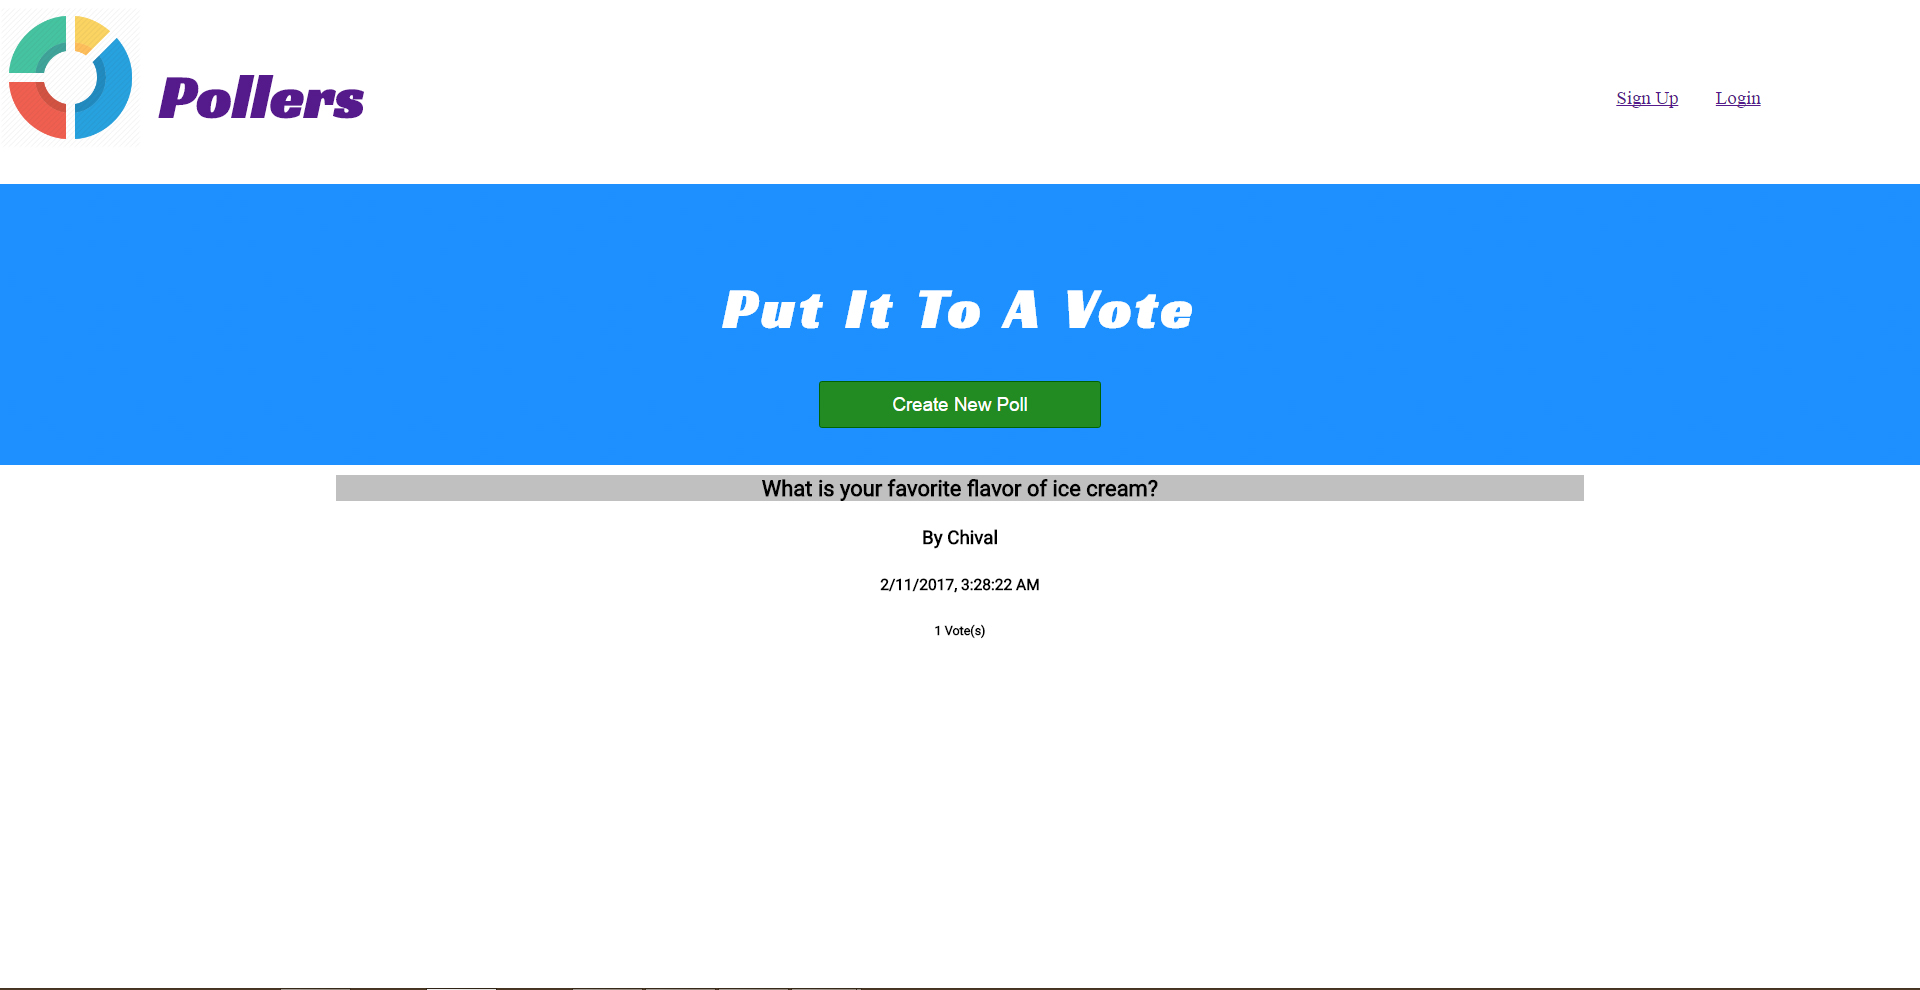 Pollers
Sign Up Login
Put It To A Vote
Create New Poll
What is your favorite flavor of ice cream?
By Chival
2/11/2017, 3:28:22 AM
1 Vote(s)